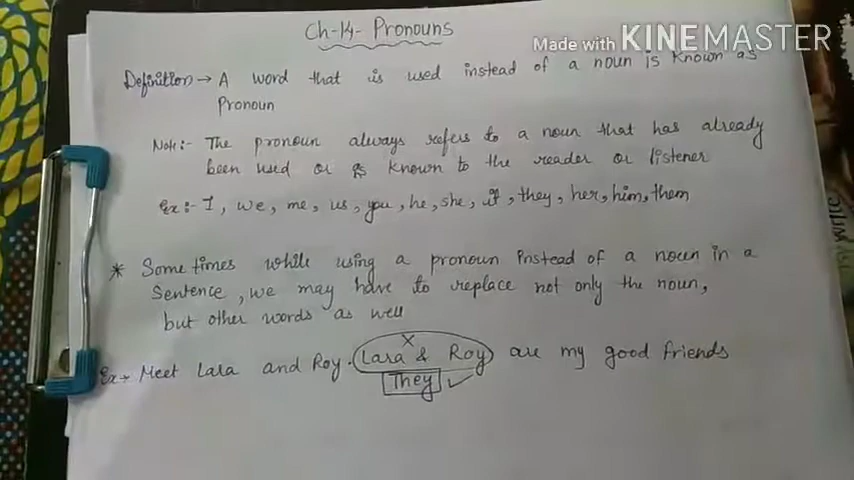 Ch-14- Pronouns
Made with KINEMASTER
Definition → A word that is used instead of a noun is known as
Pronoun
Note:- The pronoun always refers to a noun that has already
been used or is known to the reader or listener
Ex:- I, we, me, us, you, he, she, it, they, her, him, them
* Some times while using a pronoun instead of a noun in a
sentence, we may have to replace not only the noun,
but other words as well
X
Ex→ Meet Lara and Roy. Lara & Roy are my good friends
They ✓
write